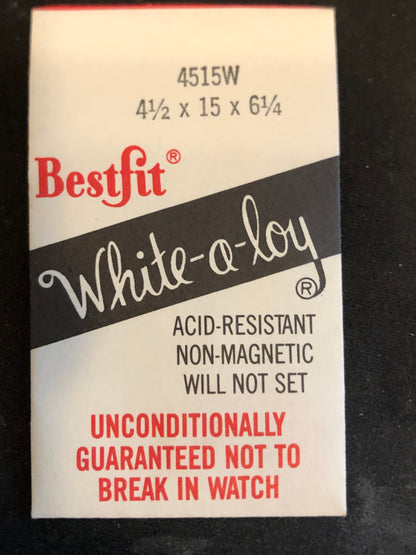 4515W
4½ x 15 x 6¼
Bestfit®
White-a-loy
®
ACID-RESISTANT
NON-MAGNETIC
WILL NOT SET
UNCONDITIONALLY
GUARANTEED NOT TO
BREAK IN WATCH